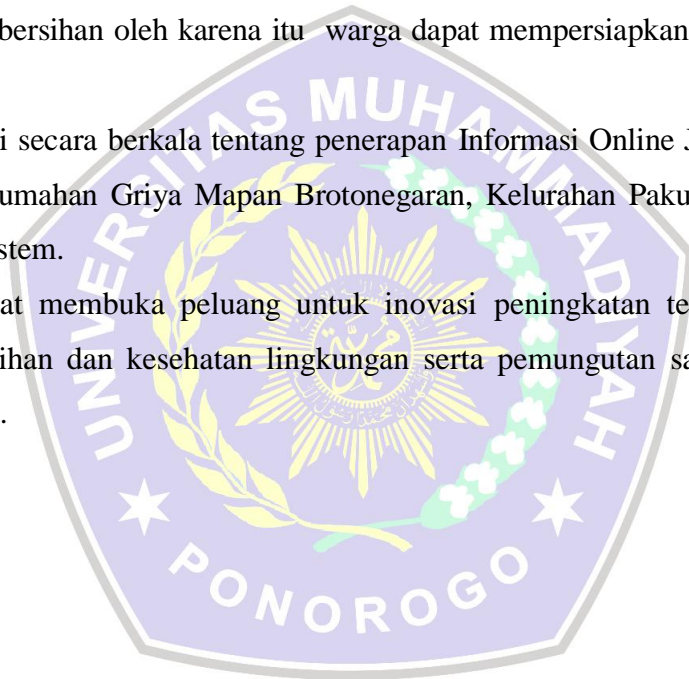 bersihan oleh karena itu warga dapat mempersiapkan
i secara berkala tentang penerapan Informasi Online J
umahan Griya Mapan Brotonegaran, Kelurahan Paku
stem.
at membuka peluang untuk inovasi peningkatan te
ihan dan kesehatan lingkungan serta pemungutan sa
.
UNIVERSITAS MUHAMMADIYAH
PONOROGO